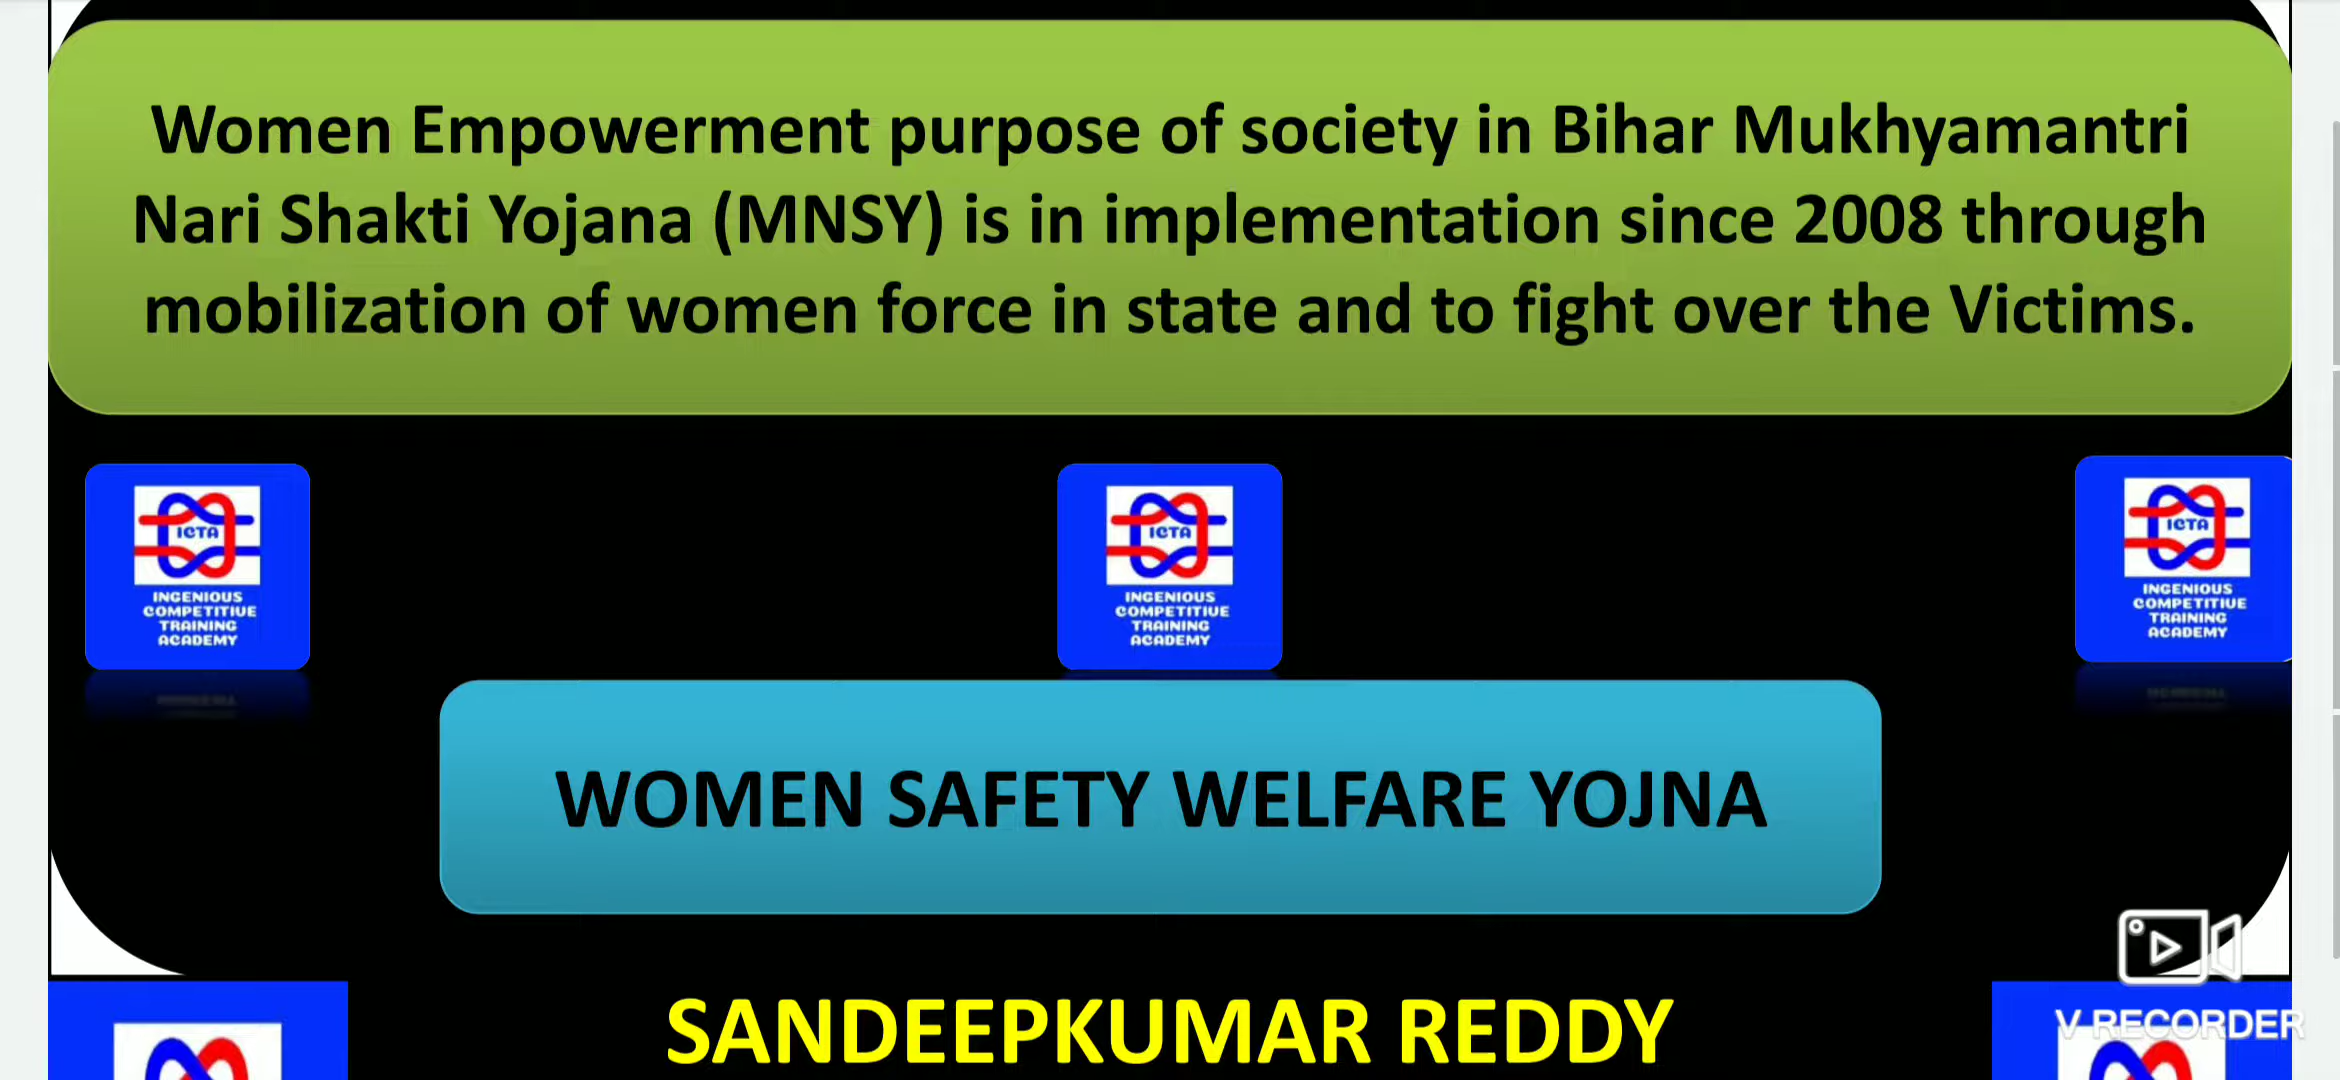 Women Empowerment purpose of society in Bihar Mukhyamantri
Nari Shakti Yojana (MNSY) is in implementation since 2008 through
mobilization of women force in state and to fight over the Victims.
ICTA
INGENIOUS
COMPETITIVE
TRAINING
ACADEMY
ICTA
INGENIOUS
COMPETITIVE
TRAINING
ACADEMY
ICTA
INGENIOUS
COMPETITIVE
TRAINING
ACADEMY
WOMEN SAFETY WELFARE YOJNA
SANDEEPKUMAR REDDY
V RECORDER